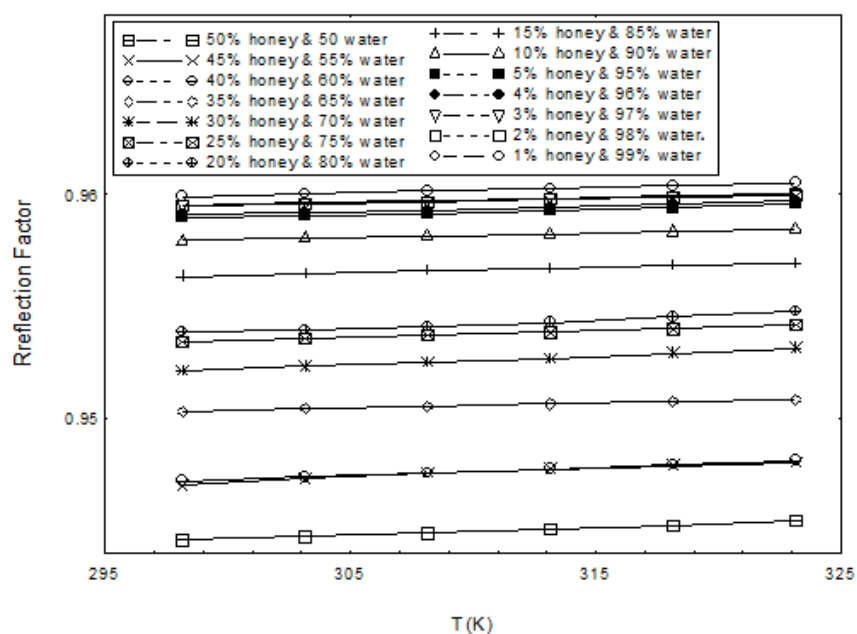 50% honey & 50 water
45% honey & 55% water
40% honey & 60% water
35% honey & 65% water
30% honey & 70% water
25% honey & 75% water
20% honey & 80% water
15% honey & 85% water
10% honey & 90% water
5% honey & 95% water
4% honey & 96% water
3% honey & 97% water
2% honey & 98% water.
1% honey & 99% water
Rreflection Factor
0.96
0.95
295
305
315
325
T(K)